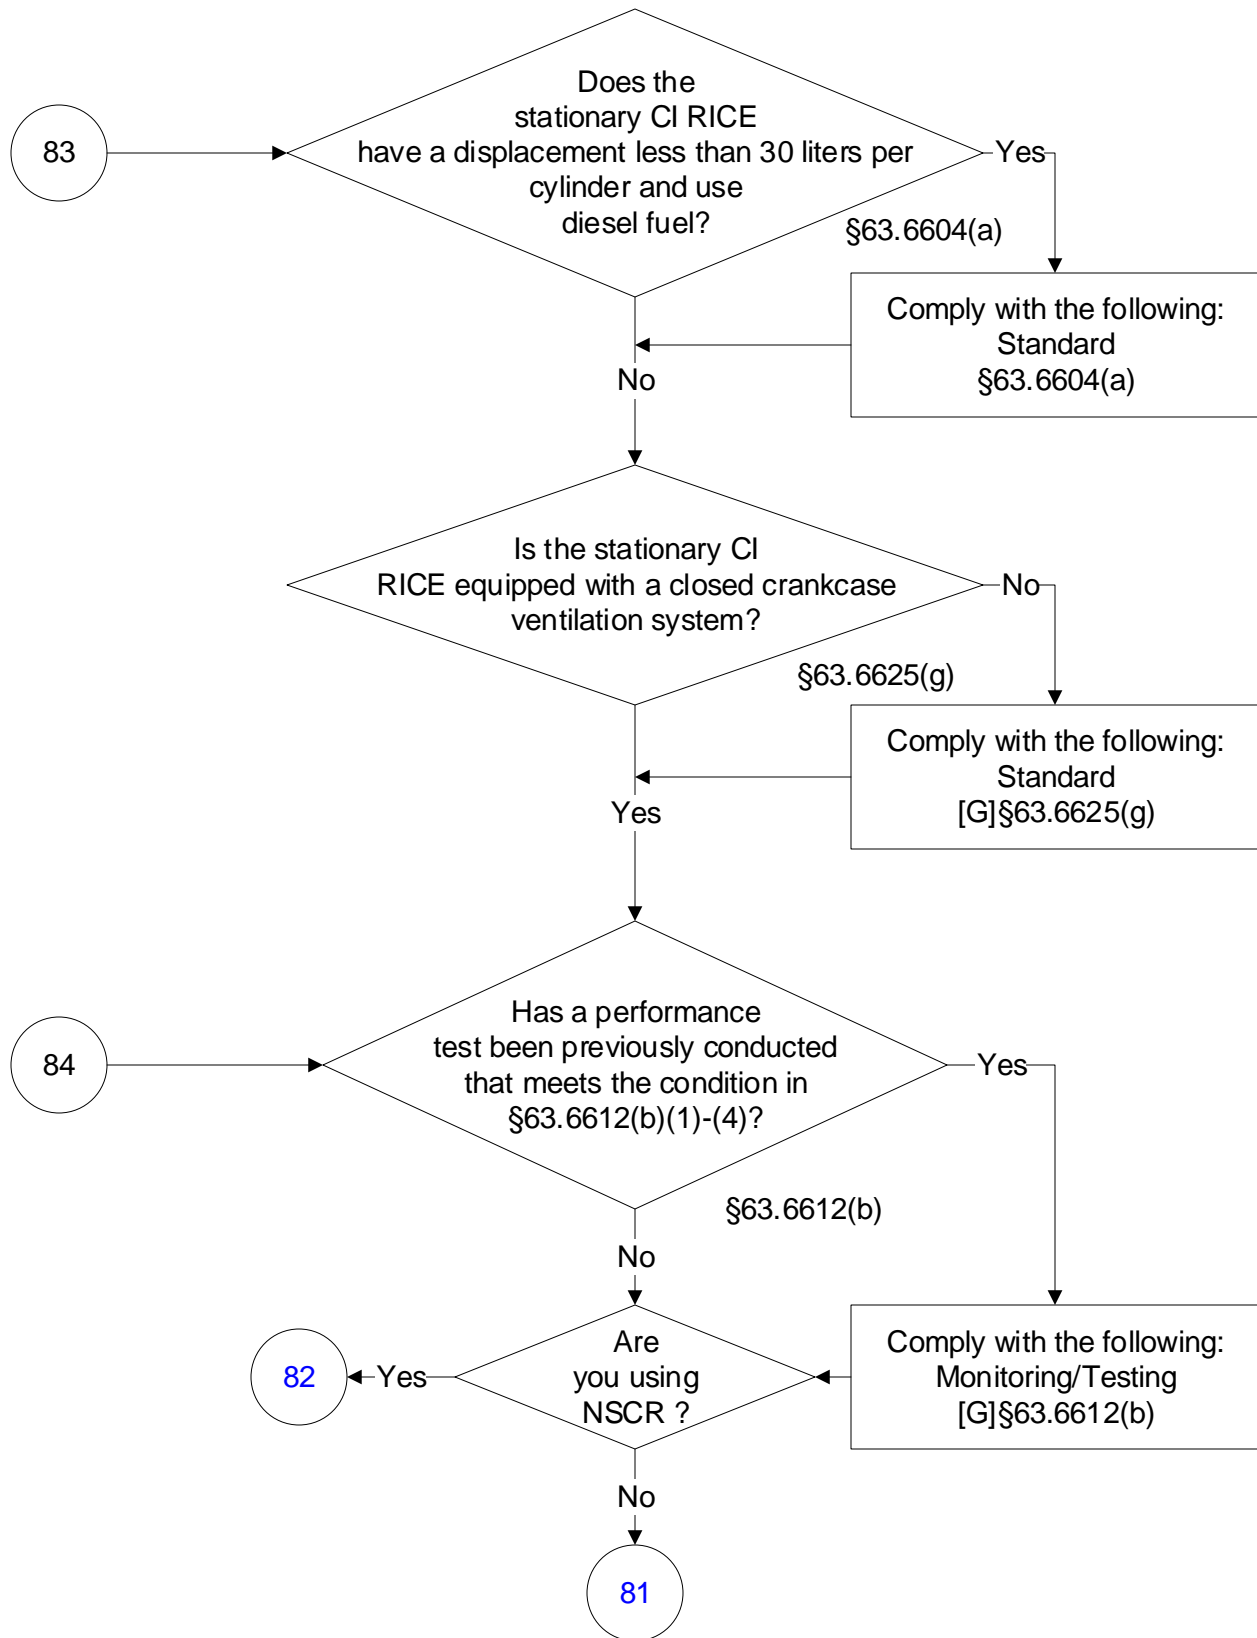 Does the
stationary CI RICE
have a displacement less than 30 liters per
cylinder and use
diesel fuel?
83
Yes
§63.6604(a)
Comply with the following:
Standard
§63.6604(a)
No
Is the stationary CI
RICE equipped with a closed crankcase
ventilation system?
No
§63.6625(g)
Comply with the following:
Standard
[G]§63.6625(g)
Yes
84
Has a performance
test been previously conducted
that meets the condition in
§63.6612(b)(1)-(4)?
Yes
§63.6612(b)
No
Comply with the following:
Monitoring/Testing
[G]§63.6612(b)
Are
you using
NSCR ?
Yes
82
No
81